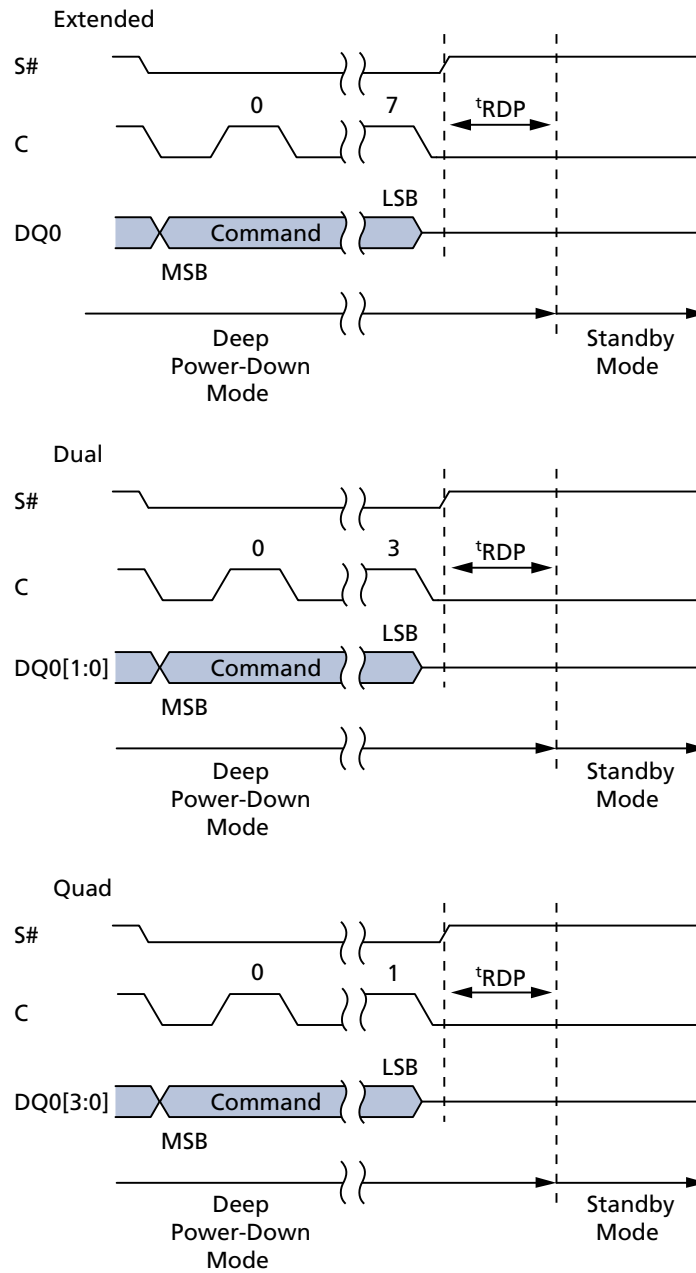 Extended
S#
0 7
tRDP
C
LSB
DQ0 Command
MSB
Deep
Power-Down
Mode
Standby
Mode
Dual
S#
0 3
tRDP
C
LSB
DQ0[1:0] Command
MSB
Deep
Power-Down
Mode
Standby
Mode
Quad
S#
0 1
tRDP
C
LSB
DQ0[3:0] Command
MSB
Deep
Power-Down
Mode
Standby
Mode